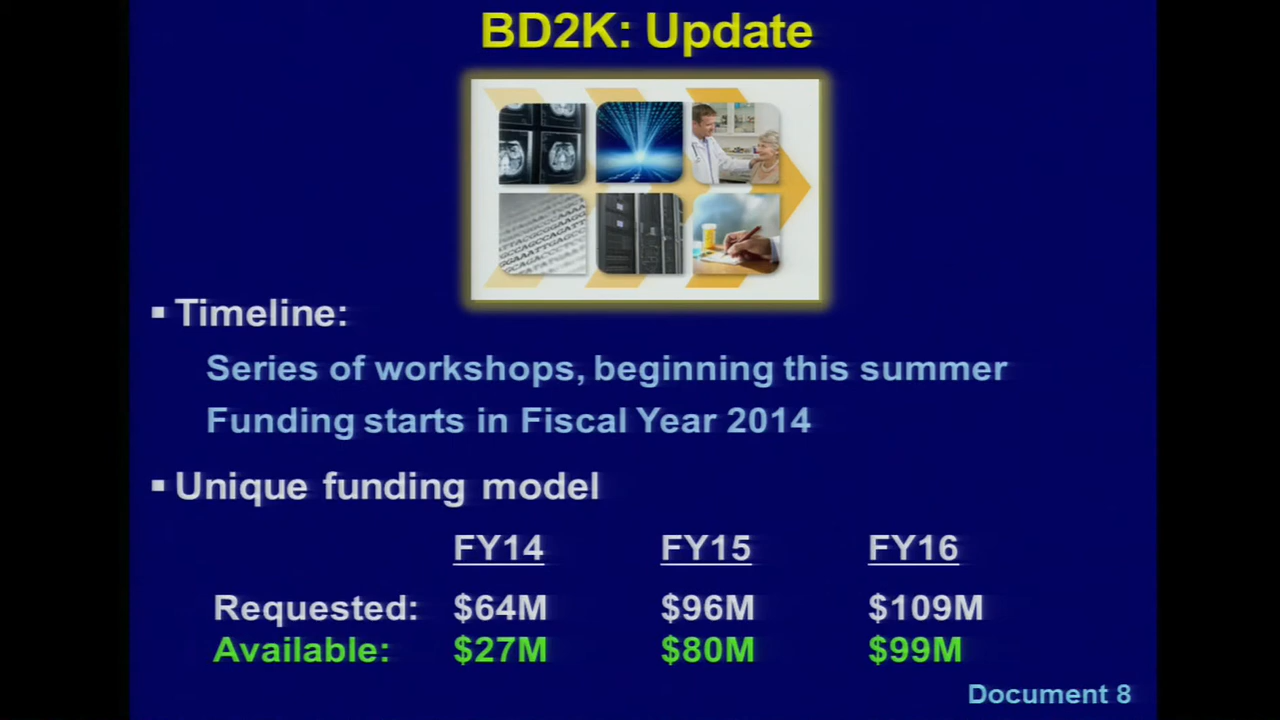 BD2K: Update
▪ Timeline:
Series of workshops, beginning this summer
Funding starts in Fiscal Year 2014
▪ Unique funding model
FY14 FY15 FY16
Requested: $64M $96M $109M
Available: $27M $80M $99M
Document 8